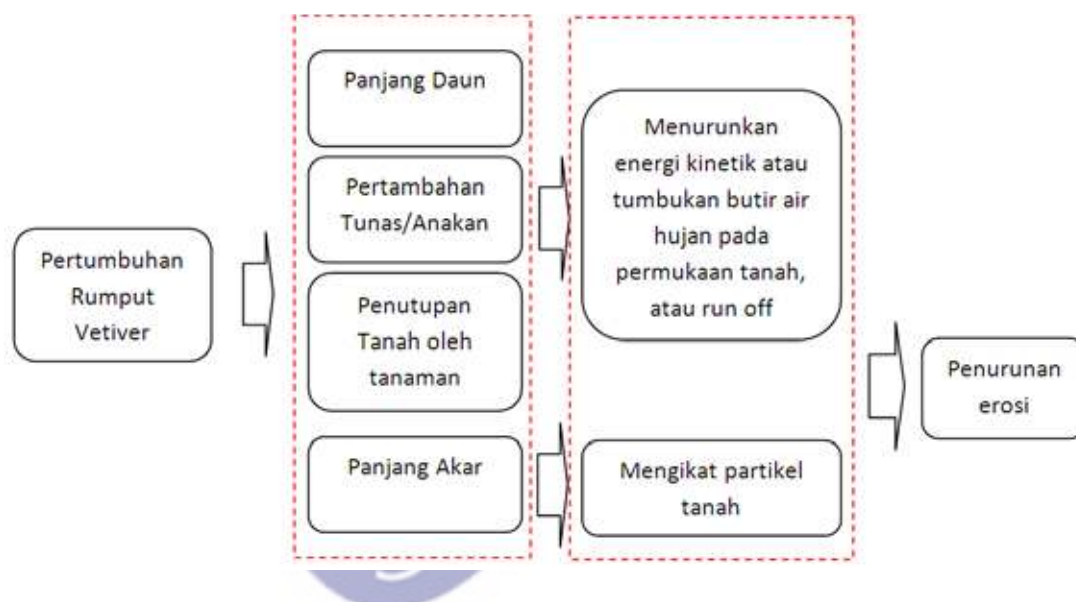 Pertumbuhan
Rumput
Vetiver
Panjang Daun
Pertambahan
Tunas/Anakan
Penutupan
Tanah oleh
tanaman
Panjang Akar
Menurunkan
energi kinetik atau
tumbukan butir air
hujan pada
permukaan tanah,
atau run off
Mengikat partikel
tanah
Penurunan
erosi